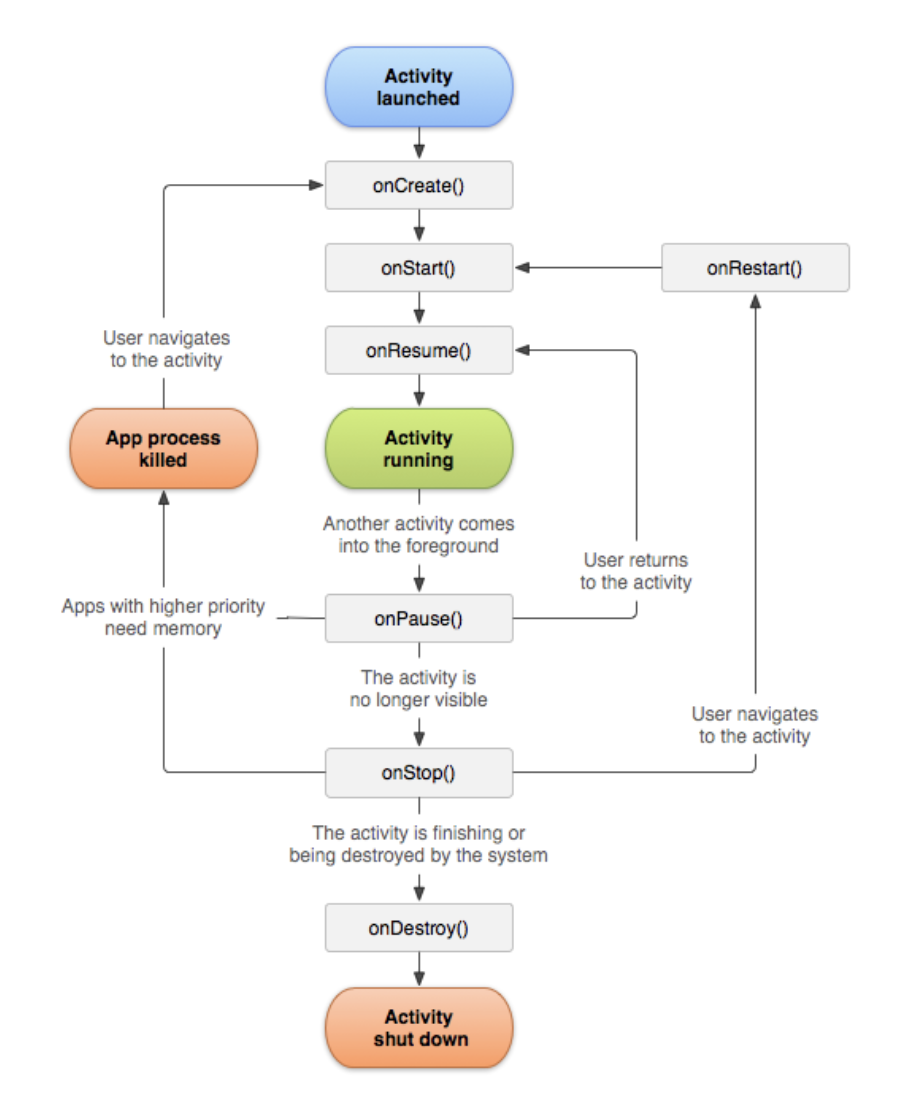 Activity
launched
onCreate()
onStart()
onRestart()
User navigates
to the activity
onResume()
App process
killed
Activity
running
Another activity comes
into the foreground
User returns
to the activity
Apps with higher priority
need memory
onPause()
The activity is
no longer visible
User navigates
to the activity
onStop()
The activity is finishing or
being destroyed by the system
onDestroy()
Activity
shut down